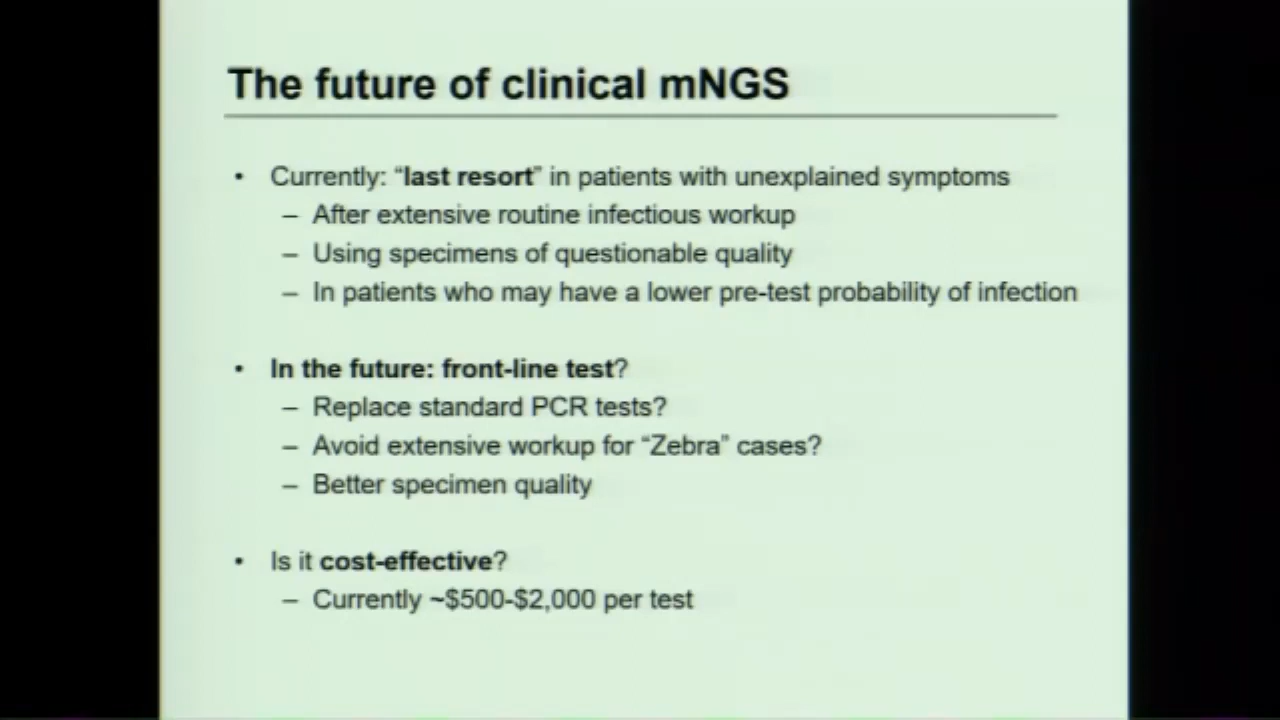 The future of clinical mNGS
• Currently: “last resort” in patients with unexplained symptoms
– After extensive routine infectious workup
– Using specimens of questionable quality
– In patients who may have a lower pre-test probability of infection
• In the future: front-line test?
– Replace standard PCR tests?
– Avoid extensive workup for “Zebra” cases?
– Better specimen quality
• Is it cost-effective?
– Currently ~$500-$2,000 per test